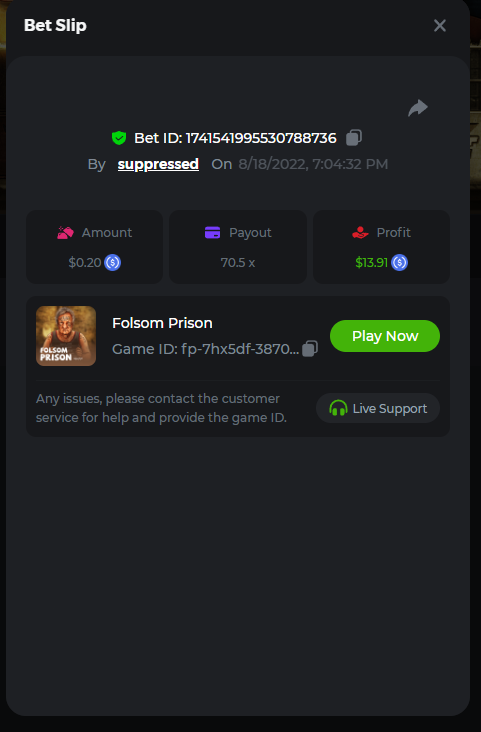 Bet Slip
Bet ID: 1741541995530788736
By suppressed On 8/18/2022, 7:04:32 PM
Amount
$0.20
Payout
70.5 x
Profit
$13.91
FOLSOM
PRISON
Folsom Prison
Game ID: fp-7hx5df-3870...
Play Now
Any issues, please contact the customer
service for help and provide the game ID.
Live Support